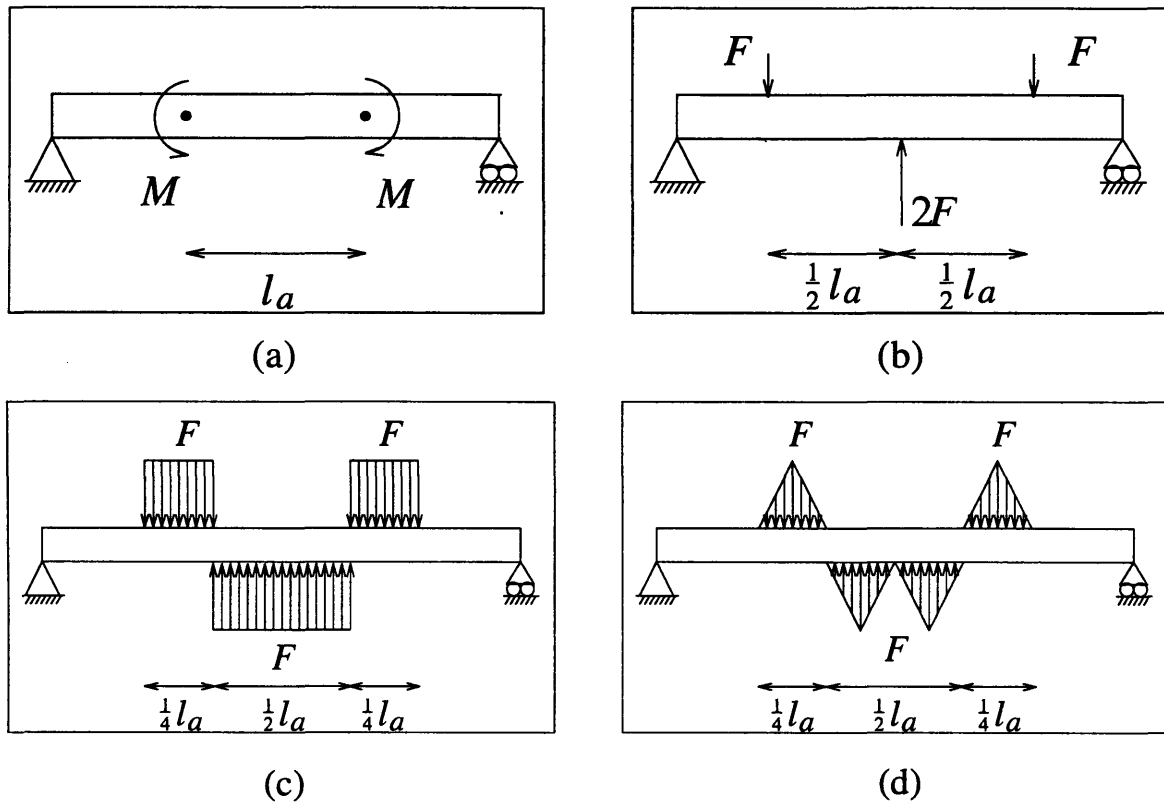 M
M
l_a
(a)
F
F
2F
½ l_a
½ l_a
(b)
F
F
F
¼ l_a
½ l_a
¼ l_a
(c)
F
F
F
¼ l_a
½ l_a
¼ l_a
(d)